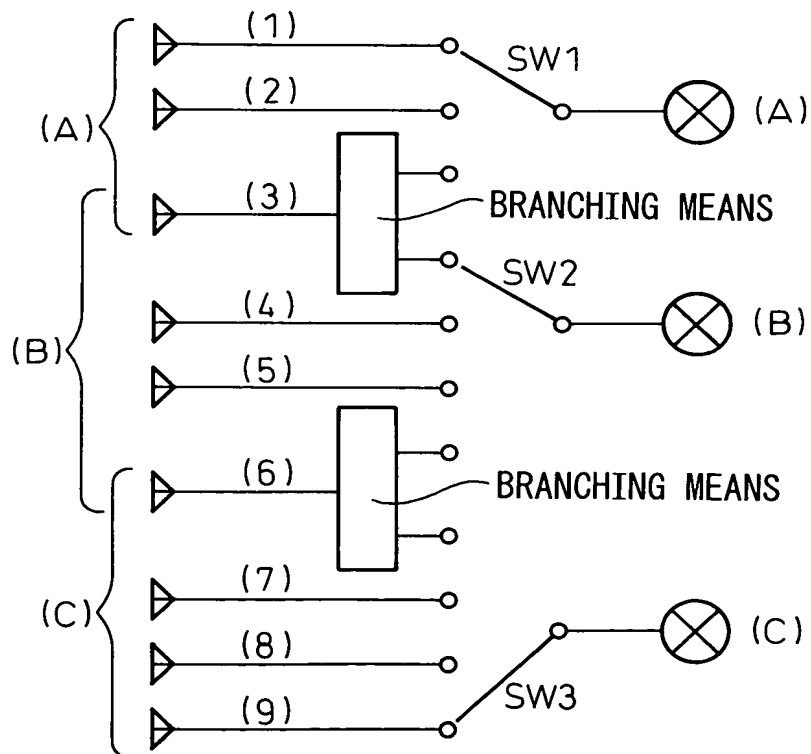 (1)
SW1
(2)
(A)
(A)
(3)
BRANCHING MEANS
SW2
(4)
(B)
(B)
(5)
(6)
BRANCHING MEANS
(7)
(C)
(C)
(8)
SW3
(9)